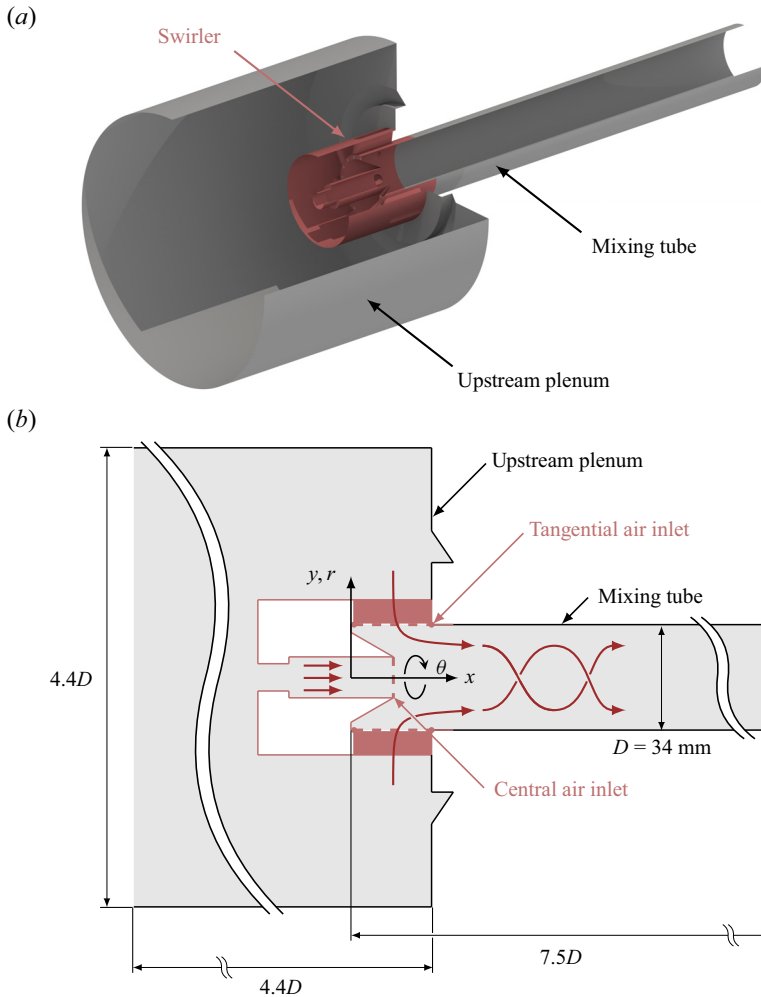 (a)
Swirler
Mixing tube
Upstream plenum
(b)
Upstream plenum
Tangential air inlet
y, r
Mixing tube
θ
x
4.4D
D = 34 mm
Central air inlet
7.5D
4.4D